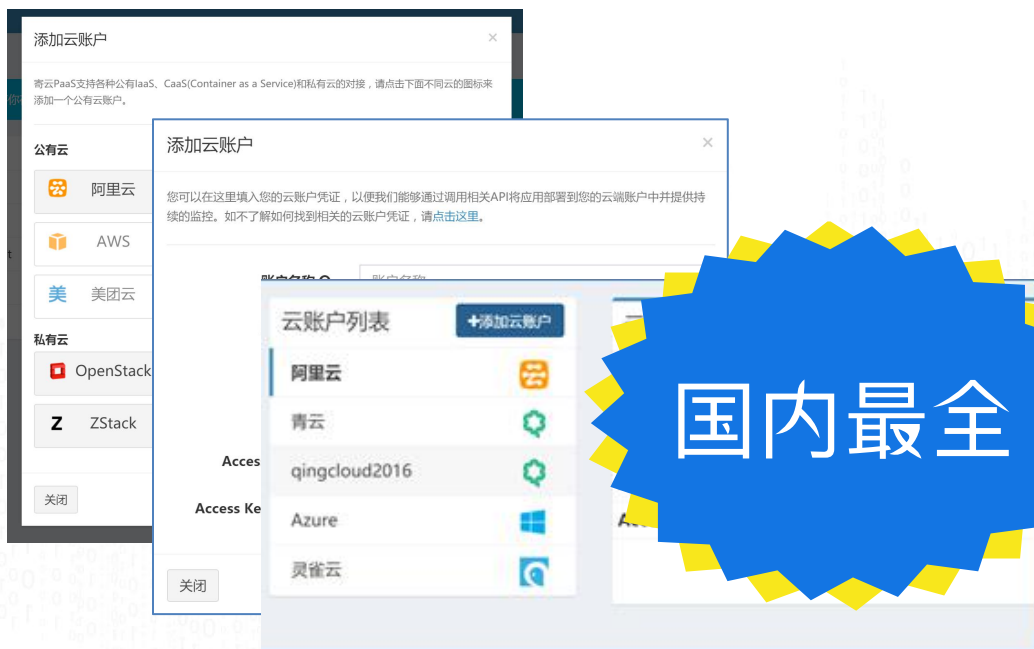 添加云账户
×
寄云PaaS支持各种公有IaaS、CaaS(Container as a Service)和私有云的对接，请点击下面不同云的图标来
添加一个公有云账户。
公有云
阿里云
AWS
美团云
私有云
OpenStack
ZStack
关闭
添加云账户
×
您可以在这里填入您的云账户凭证，以便我们能够通过调用相关API将应用部署到您的云端账户中并提供持
续的监控。如不了解如何找到相关的云账户凭证，请点击这里。
账户名称
账户名称
Acces
Access Ke
关闭
云账户列表
+添加云账户
阿里云
青云
qingcloud2016
Azure
灵雀云
国内最全